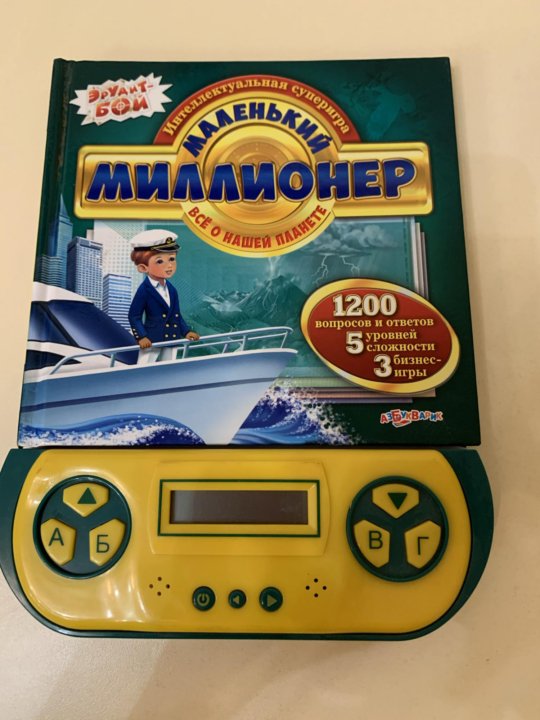 ЭРУДИТ-
БОЙ
Интеллектуальная суперигра
МАЛЕНЬКИЙ
МИЛЛИОНЕР
ВСЁ О НАШЕЙ ПЛАНЕТЕ
1200
вопросов и ответов
5 уровней
сложности
3 бизнес-
игры
АЗБУКВАРИК
А Б
В Г